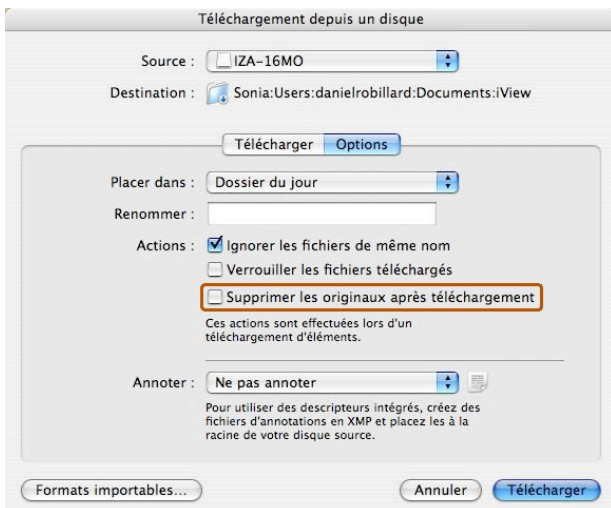 Téléchargement depuis un disque
Source : IZA-16MO
Destination : Sonia:Users:danielrobillard:Documents:iView
Télécharger Options
Placer dans : Dossier du jour
Renommer :
Actions : Ignorer les fichiers de même nom
Verrouiller les fichiers téléchargés
Supprimer les originaux après téléchargement
Ces actions sont effectuées lors d'un
téléchargement d'éléments.
Annoter : Ne pas annoter
Pour utiliser des descripteurs intégrés, créez des
fichiers d'annotations en XMP et placez les à la
racine de votre disque source.
Formats importables... Annuler Télécharger